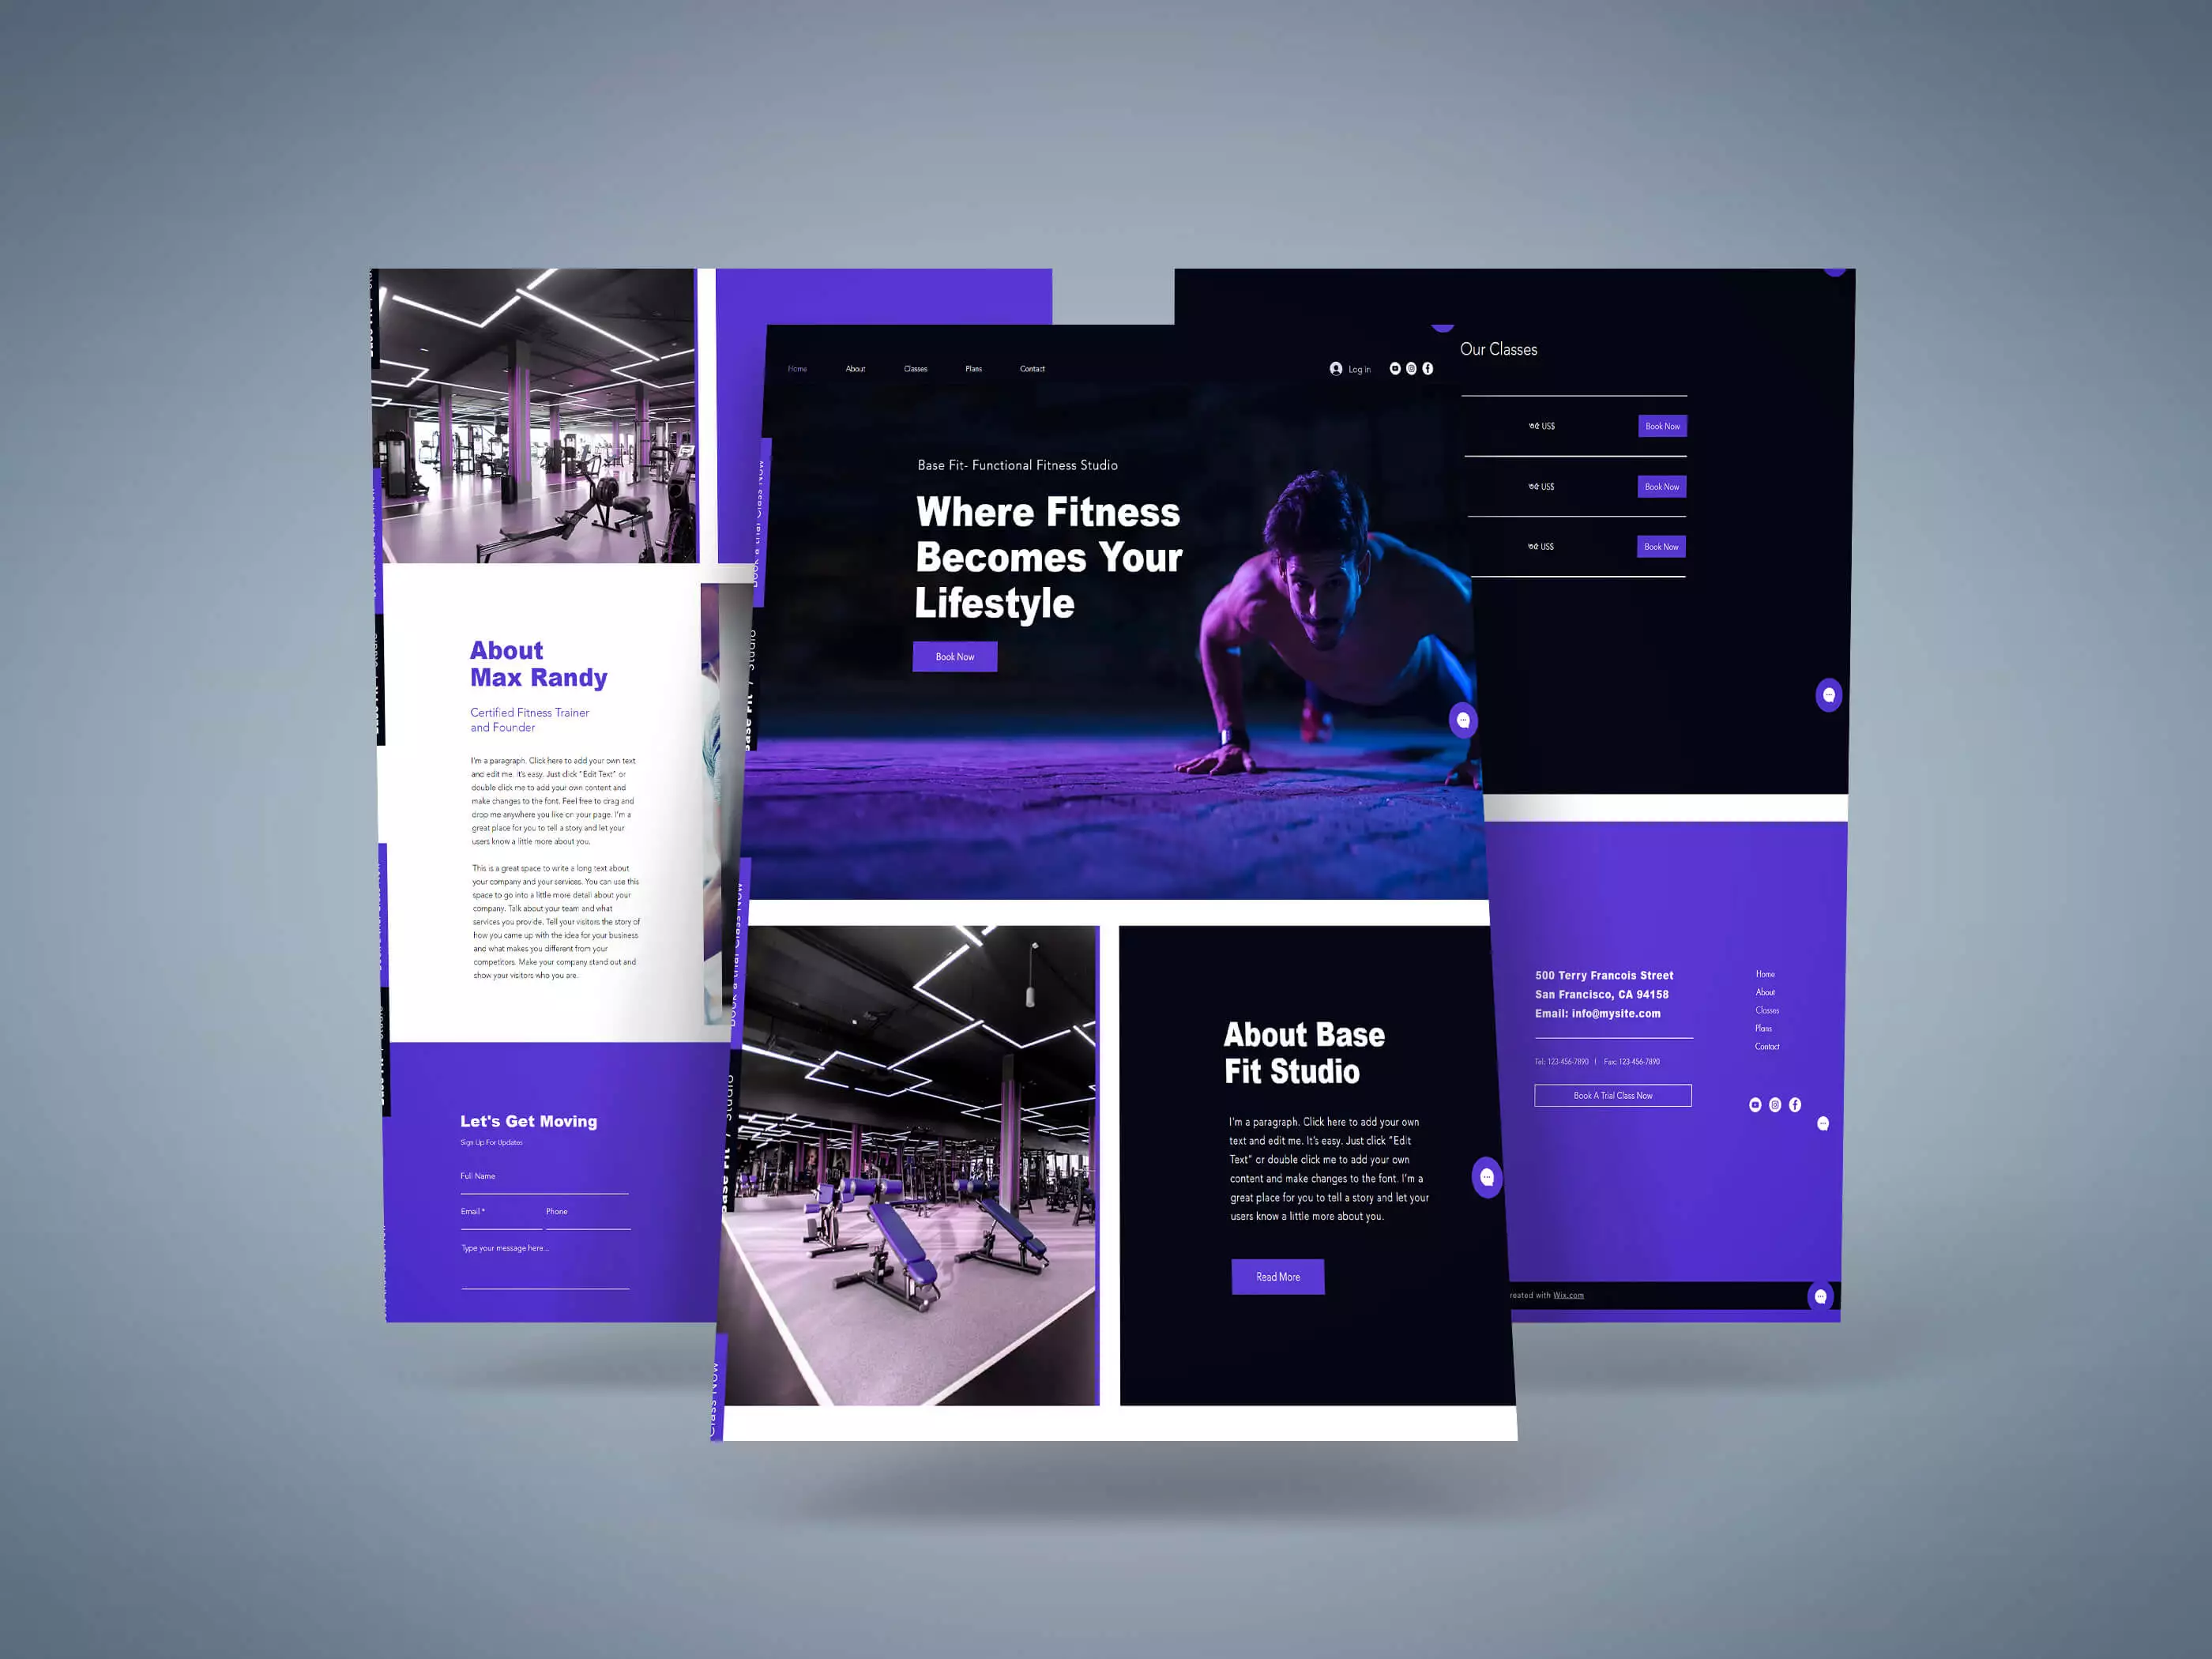 Home About Classes Plans Contact Log In
Base Fit- Functional Fitness Studio
Where Fitness
Becomes Your
Lifestyle
Book Now
About Base
Fit Studio
I'm a paragraph. Click here to add your own
text and edit me. It's easy. Just click "Edit
Text" or double click me to add your own
content and make changes to the font. I'm a
great place for you to tell a story and let your
users know a little more about you.
Read More
Book a trial Class Now
Base Fit / Studio
Book a trial Class Now
Base Fit / Studio
Class Now
About
Max Randy
Certified Fitness Trainer
and Founder
I'm a paragraph. Click here to add your own text
and edit me. It's easy. Just click "Edit Text" or
double click me to add your own content and
make changes to the font. Feel free to drag and
drop me anywhere you like on your page. I'm a
great place for you to tell a story and let your
users know a little more about you.
This is a great space to write a long text about
your company and your services. You can use this
space to go into a little more detail about your
company. Talk about your team and what
services you provide. Tell your visitors the story of
how you came up with the idea for your business
and what makes you different from your
competitors. Make your company stand out and
show your visitors who you are.
Let's Get Moving
Sign Up For Updates
Full Name
Email * Phone
Type your message here...
Our Classes
US$ Book Now
US$ Book Now
US$ Book Now
500 Terry Francois Street
San Francisco, CA 94158
Email: info@mysite.com
Tel: 123-456-7890 | Fax: 123-456-7890
Book A Trial Class Now
Home
About
Classes
Plans
Contact
reated with Wix.com